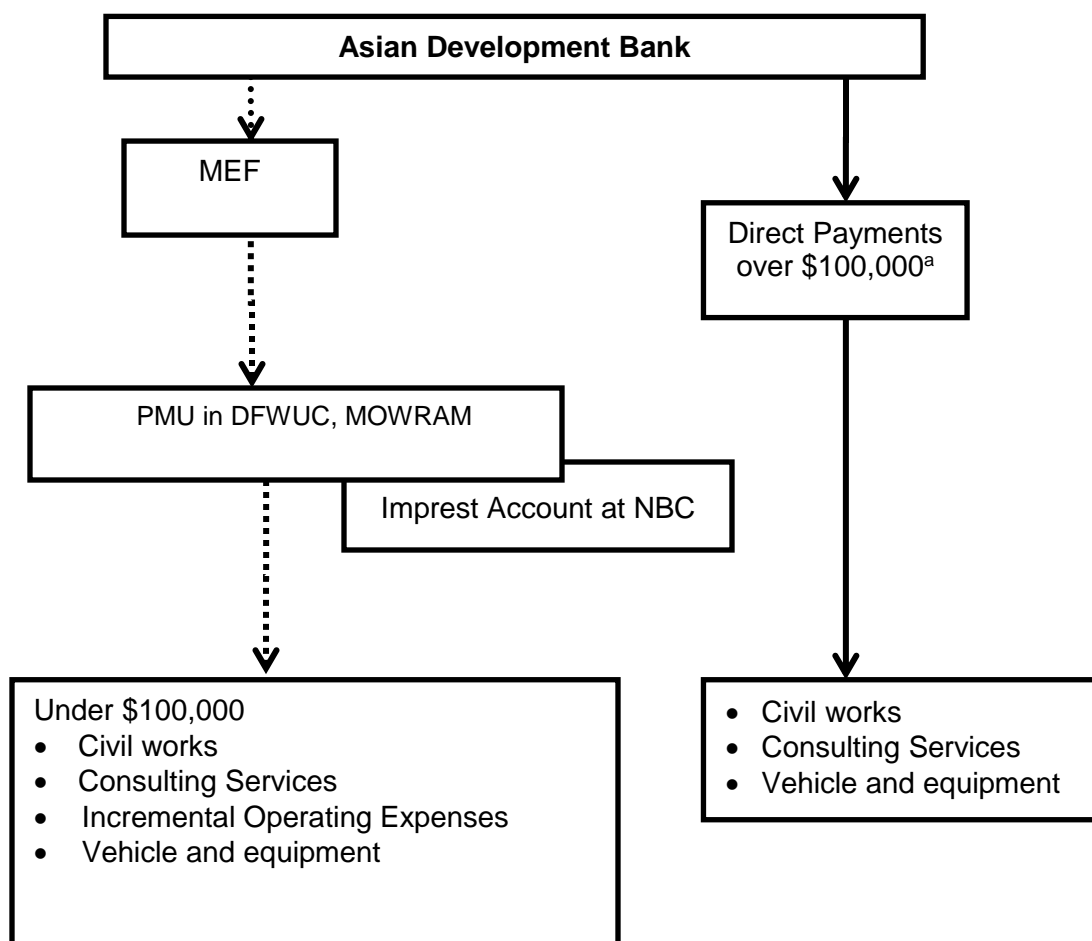 Asian Development Bank
MEF
Direct Payments
over $100,000ᵃ
PMU in DFWUC, MOWRAM
Imprest Account at NBC
Under $100,000
• Civil works
• Consulting Services
• Incremental Operating Expenses
• Vehicle and equipment
• Civil works
• Consulting Services
• Vehicle and equipment